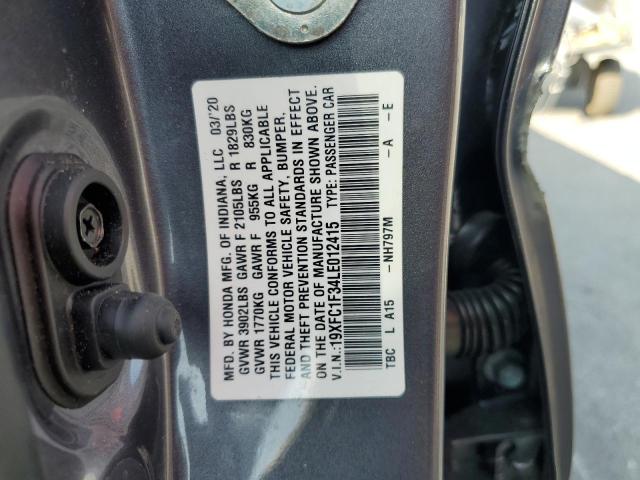 MFD. BY HONDA MFG. OF INDIANA, LLC 03/'20
GVWR 3902LBS GAWR F 2105LBS R 1829LBS
GVWR 1770KG GAWR F 955KG R 830KG
THIS VEHICLE CONFORMS TO ALL APPLICABLE
FEDERAL MOTOR VEHICLE SAFETY, BUMPER,
AND THEFT PREVENTION STANDARDS IN EFFECT
ON THE DATE OF MANUFACTURE SHOWN ABOVE.
V.I.N.:19XFC1F34LE012415 TYPE: PASSENGER CAR
TBC L A15 -NH797M -A -E